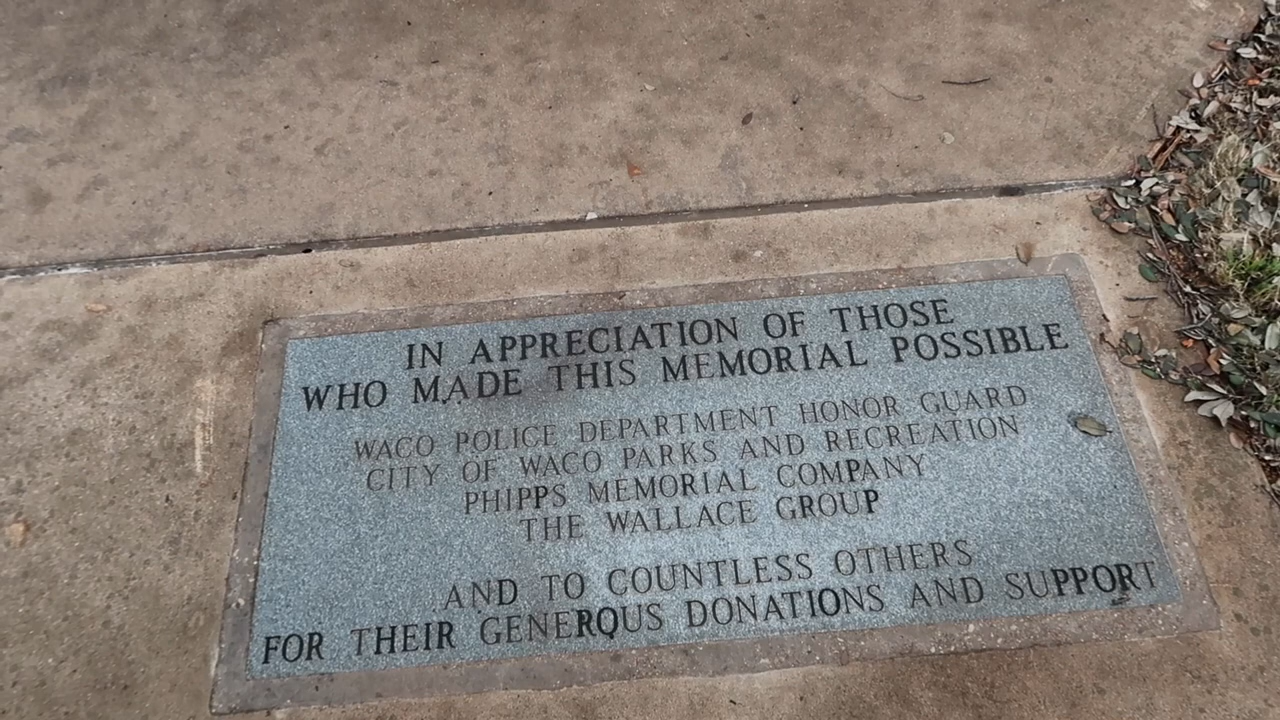 IN APPRECIATION OF THOSE
WHO MADE THIS MEMORIAL POSSIBLE
WACO POLICE DEPARTMENT HONOR GUARD
CITY OF WACO PARKS AND RECREATION
PHIPPS MEMORIAL COMPANY
THE WALLACE GROUP
AND TO COUNTLESS OTHERS
FOR THEIR GENEROUS DONATIONS AND SUPPORT